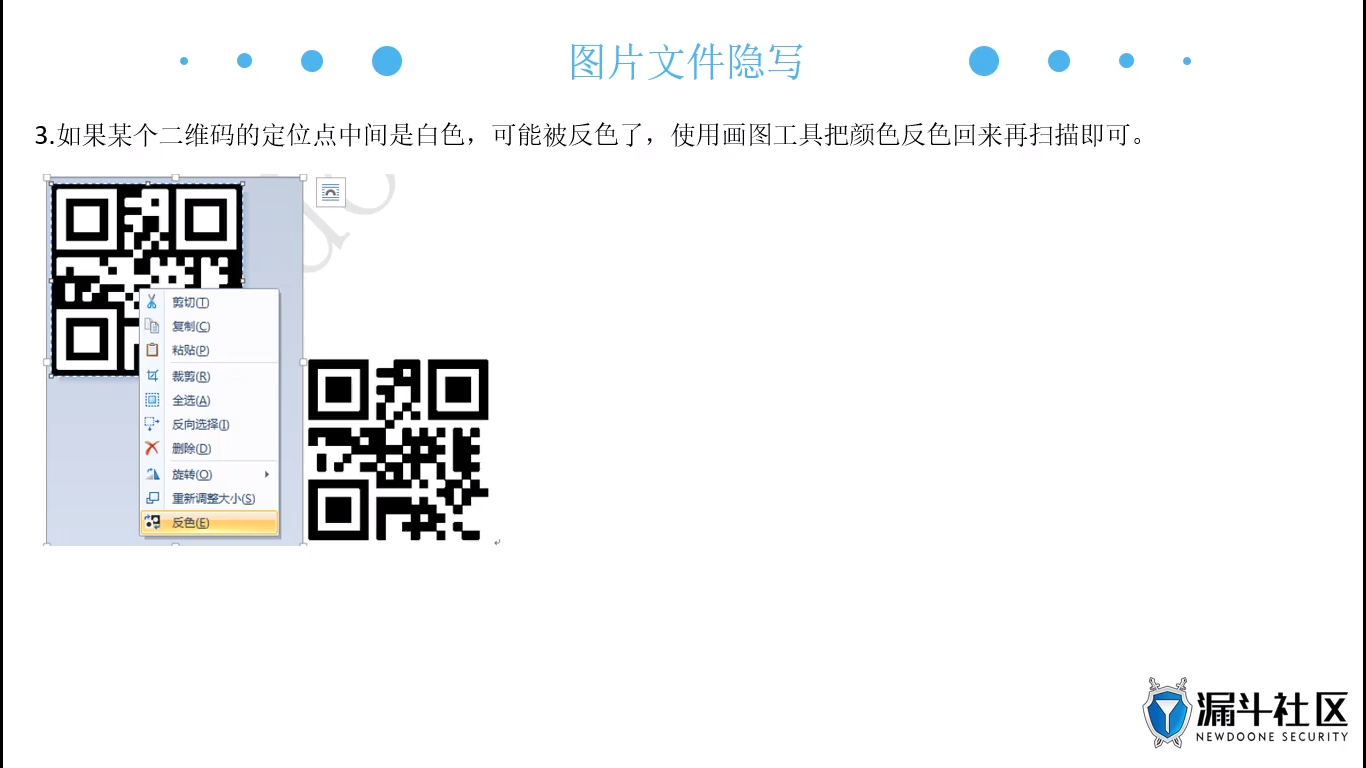 图片文件隐写
3.如果某个二维码的定位点中间是白色，可能被反色了，使用画图工具把颜色反色回来再扫描即可。
剪切(T)
复制(C)
粘贴(P)
裁剪(R)
全选(A)
反向选择(I)
删除(D)
旋转(O)
重新调整大小(S)
反色(E)
漏斗社区
NEWDOONE SECURITY